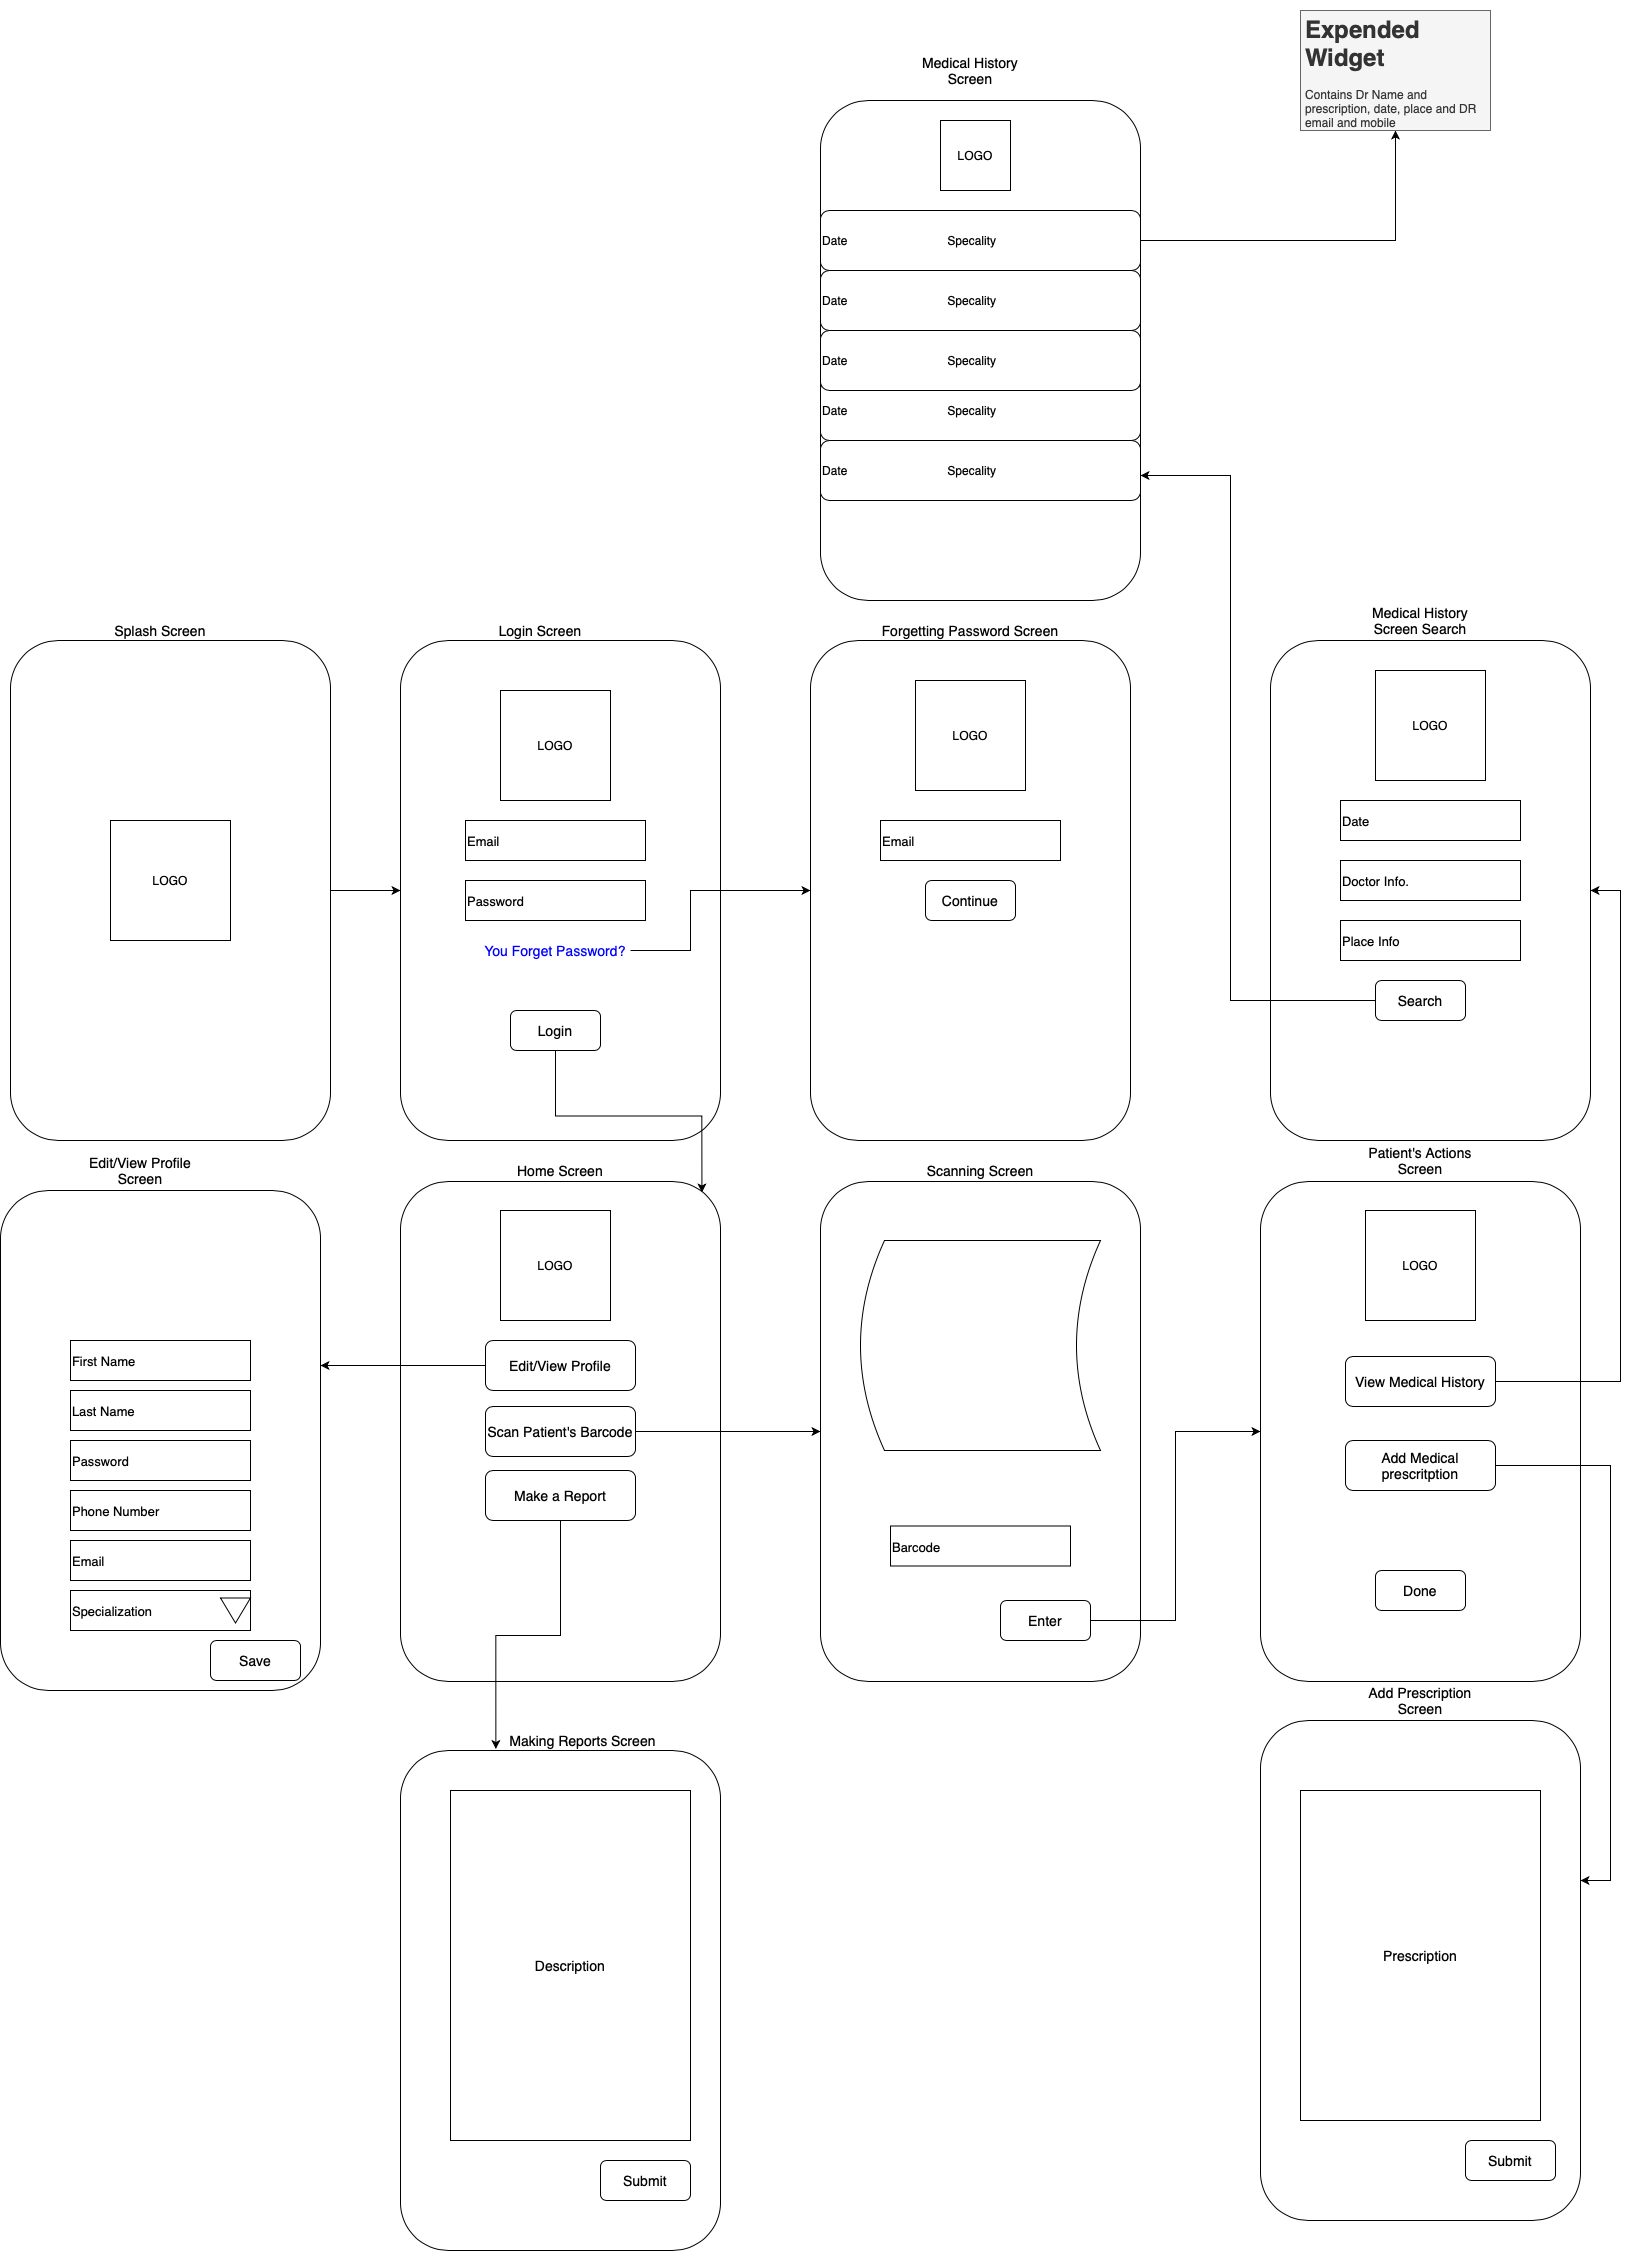 Expended
Widget
Contains Dr Name and
prescription, date, place and DR
email and mobile
Medical History
Screen
LOGO
Date Specality
Date Specality
Date Specality
Date Specality
Date Specality
Splash Screen
LOGO
Login Screen
LOGO
Email
Password
You Forget Password?
Login
Forgetting Password Screen
LOGO
Email
Continue
Medical History
Screen Search
LOGO
Date
Doctor Info.
Place Info
Search
Edit/View Profile
Screen
First Name
Last Name
Password
Phone Number
Email
Specialization
Save
Home Screen
LOGO
Edit/View Profile
Scan Patient's Barcode
Make a Report
Scanning Screen
Barcode
Enter
Patient's Actions
Screen
LOGO
View Medical History
Add Medical
prescritption
Done
Making Reports Screen
Description
Submit
Add Prescription
Screen
Prescription
Submit